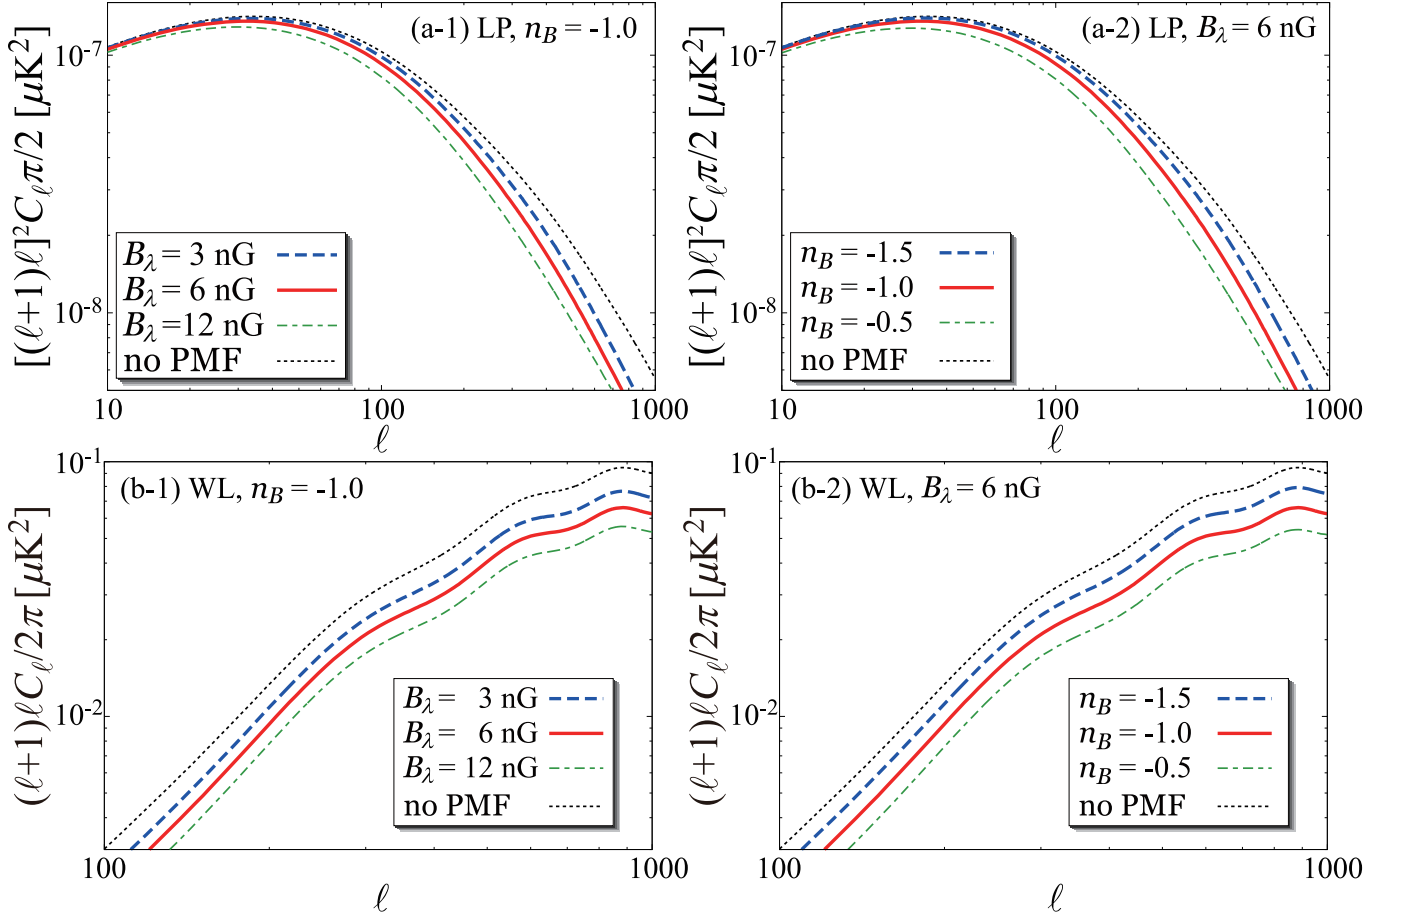 (a-1) LP, n_B = -1.0
[(ℓ+1)ℓ]²C_ℓπ/2 [μK²]
10⁻⁷
10⁻⁸
B_λ = 3 nG
B_λ = 6 nG
B_λ =12 nG
no PMF
10
100
1000
ℓ
(a-2) LP, B_λ = 6 nG
[(ℓ+1)ℓ]²C_ℓπ/2 [μK²]
10⁻⁷
10⁻⁸
n_B = -1.5
n_B = -1.0
n_B = -0.5
no PMF
10
100
1000
ℓ
(b-1) WL, n_B = -1.0
(ℓ+1)ℓC_ℓ/2π [μK²]
10⁻¹
10⁻²
B_λ = 3 nG
B_λ = 6 nG
B_λ = 12 nG
no PMF
100
1000
ℓ
(b-2) WL, B_λ = 6 nG
(ℓ+1)ℓC_ℓ/2π [μK²]
10⁻¹
10⁻²
n_B = -1.5
n_B = -1.0
n_B = -0.5
no PMF
100
1000
ℓ